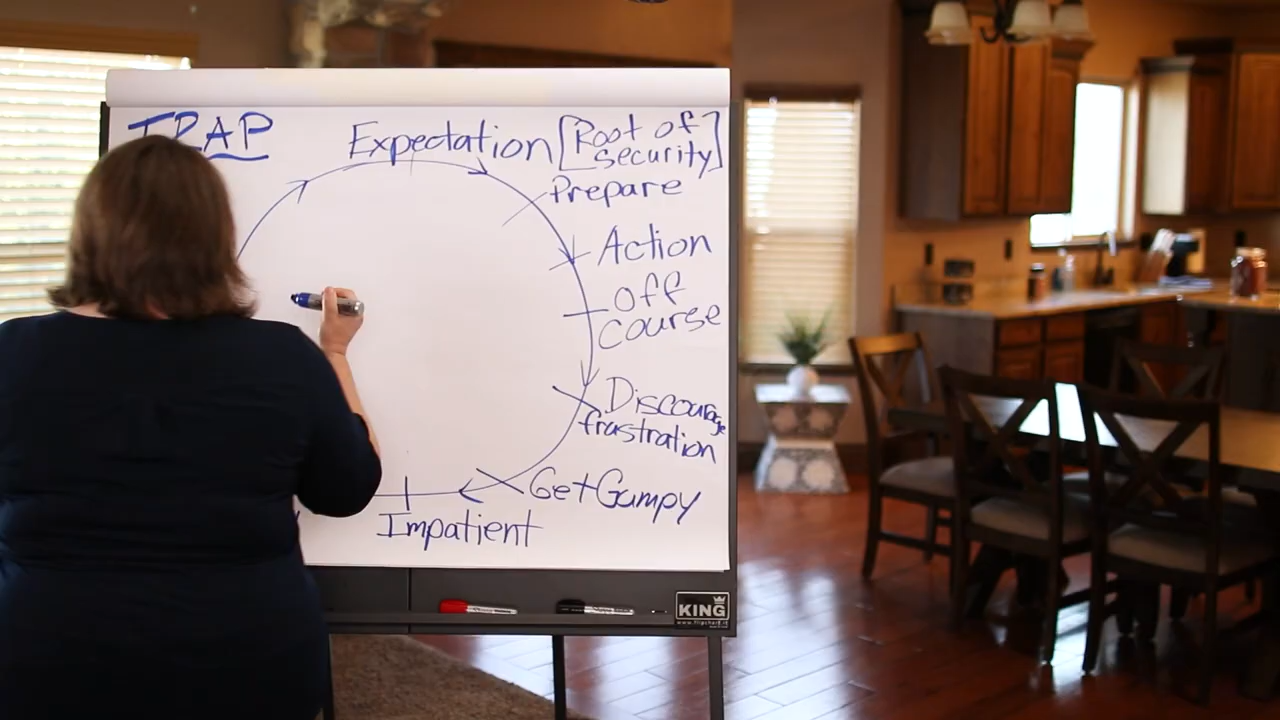 TRAP
Expectation [Root of
security]
Prepare
Action
off
course
Discourage
frustration
Get Gumpy
Impatient
KING